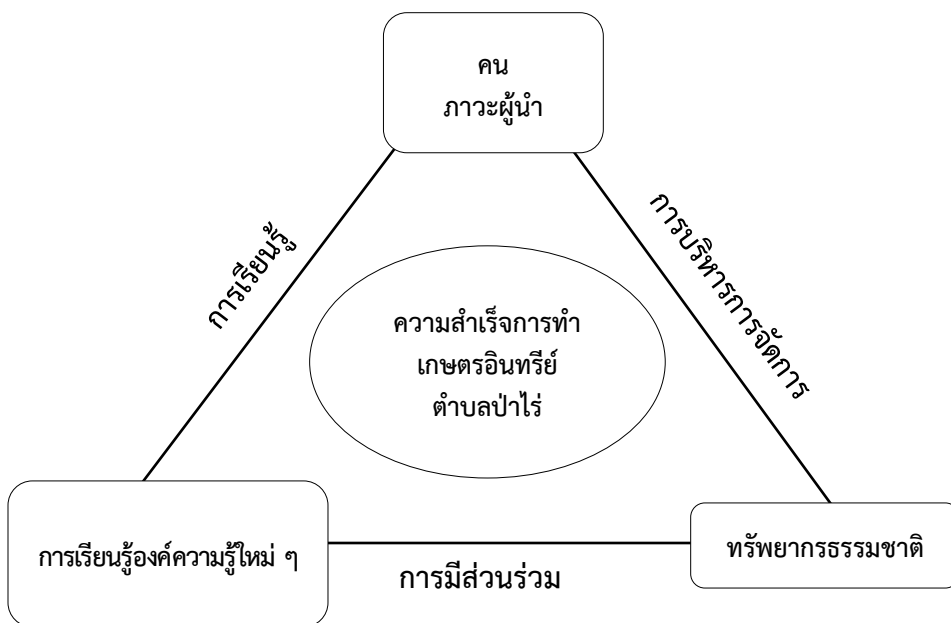 คน
ภาวะผู้นำ
การเรียนรู้
การบริหารการจัดการ
ความสำเร็จการทำ
เกษตรอินทรีย์
ตำบลป่าไร่
การเรียนรู้องค์ความรู้ใหม่ ๆ
ทรัพยากรธรรมชาติ
การมีส่วนร่วม